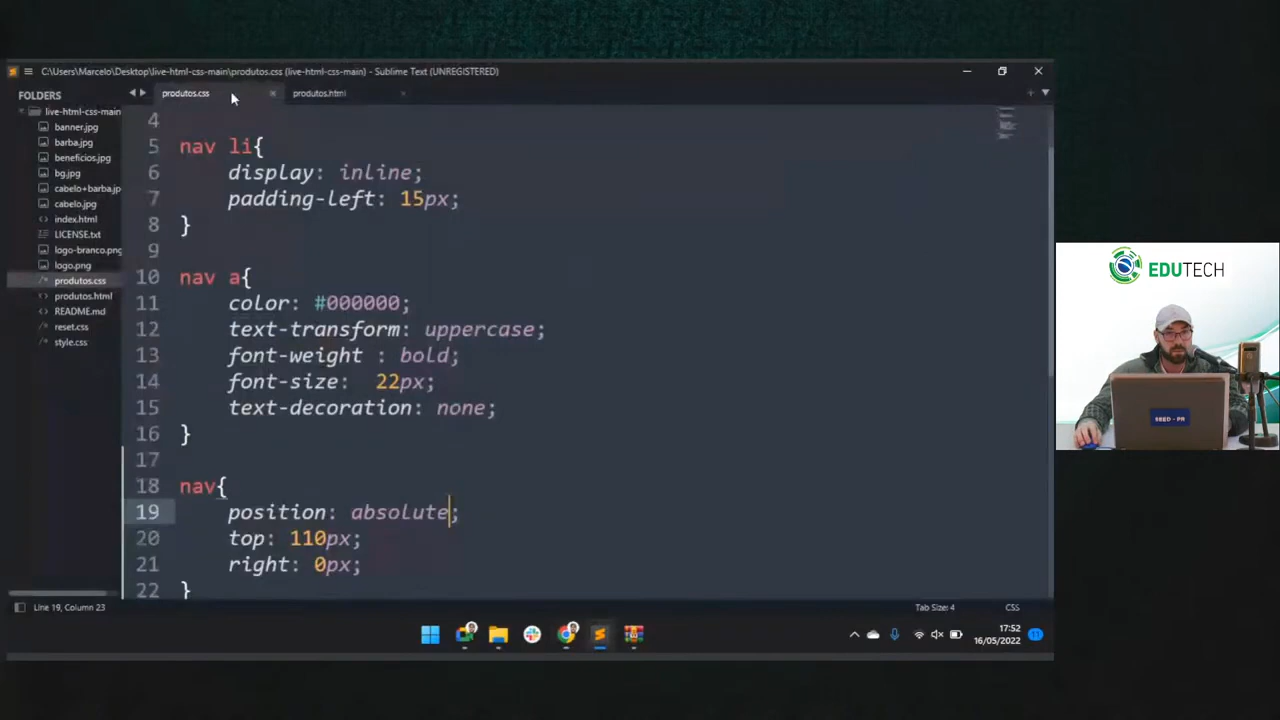 C:\Users\Marcelo\Desktop\live-html-css-main\produtos.css (live-html-css-main) - Sublime Text (UNREGISTERED)
FOLDERS
live-html-css-main
banner.jpg
barba.jpg
beneficios.jpg
bg.jpg
cabelo+barba.jp
cabelo.jpg
index.html
LICENSE.txt
logo-branco.png
logo.png
produtos.css
produtos.html
README.md
reset.css
style.css
produtos.css
produtos.html
4
5 nav li{
6 display: inline;
7 padding-left: 15px;
8 }
9
10 nav a{
11 color: #000000;
12 text-transform: uppercase;
13 font-weight : bold;
14 font-size:  22px;
15 text-decoration: none;
16 }
17
18 nav{
19 position: absolute;
20 top: 110px;
21 right: 0px;
22 }
Line 19, Column 23
Tab Size: 4
CSS
17:52
16/05/2022
11
EDUTECH
SEED - PR